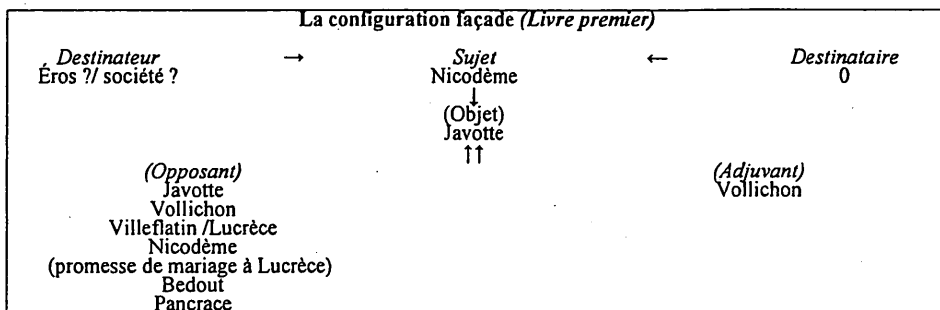 La configuration façade (Livre premier)
Destinateur → Sujet ← Destinataire
Éros ?/ société ? Nicodème 0
↓
(Objet)
Javotte
↑↑
(Opposant) (Adjuvant)
Javotte Vollichon
Vollichon
Villeflatin /Lucrèce
Nicodème
(promesse de mariage à Lucrèce)
Bedout
Pancrace